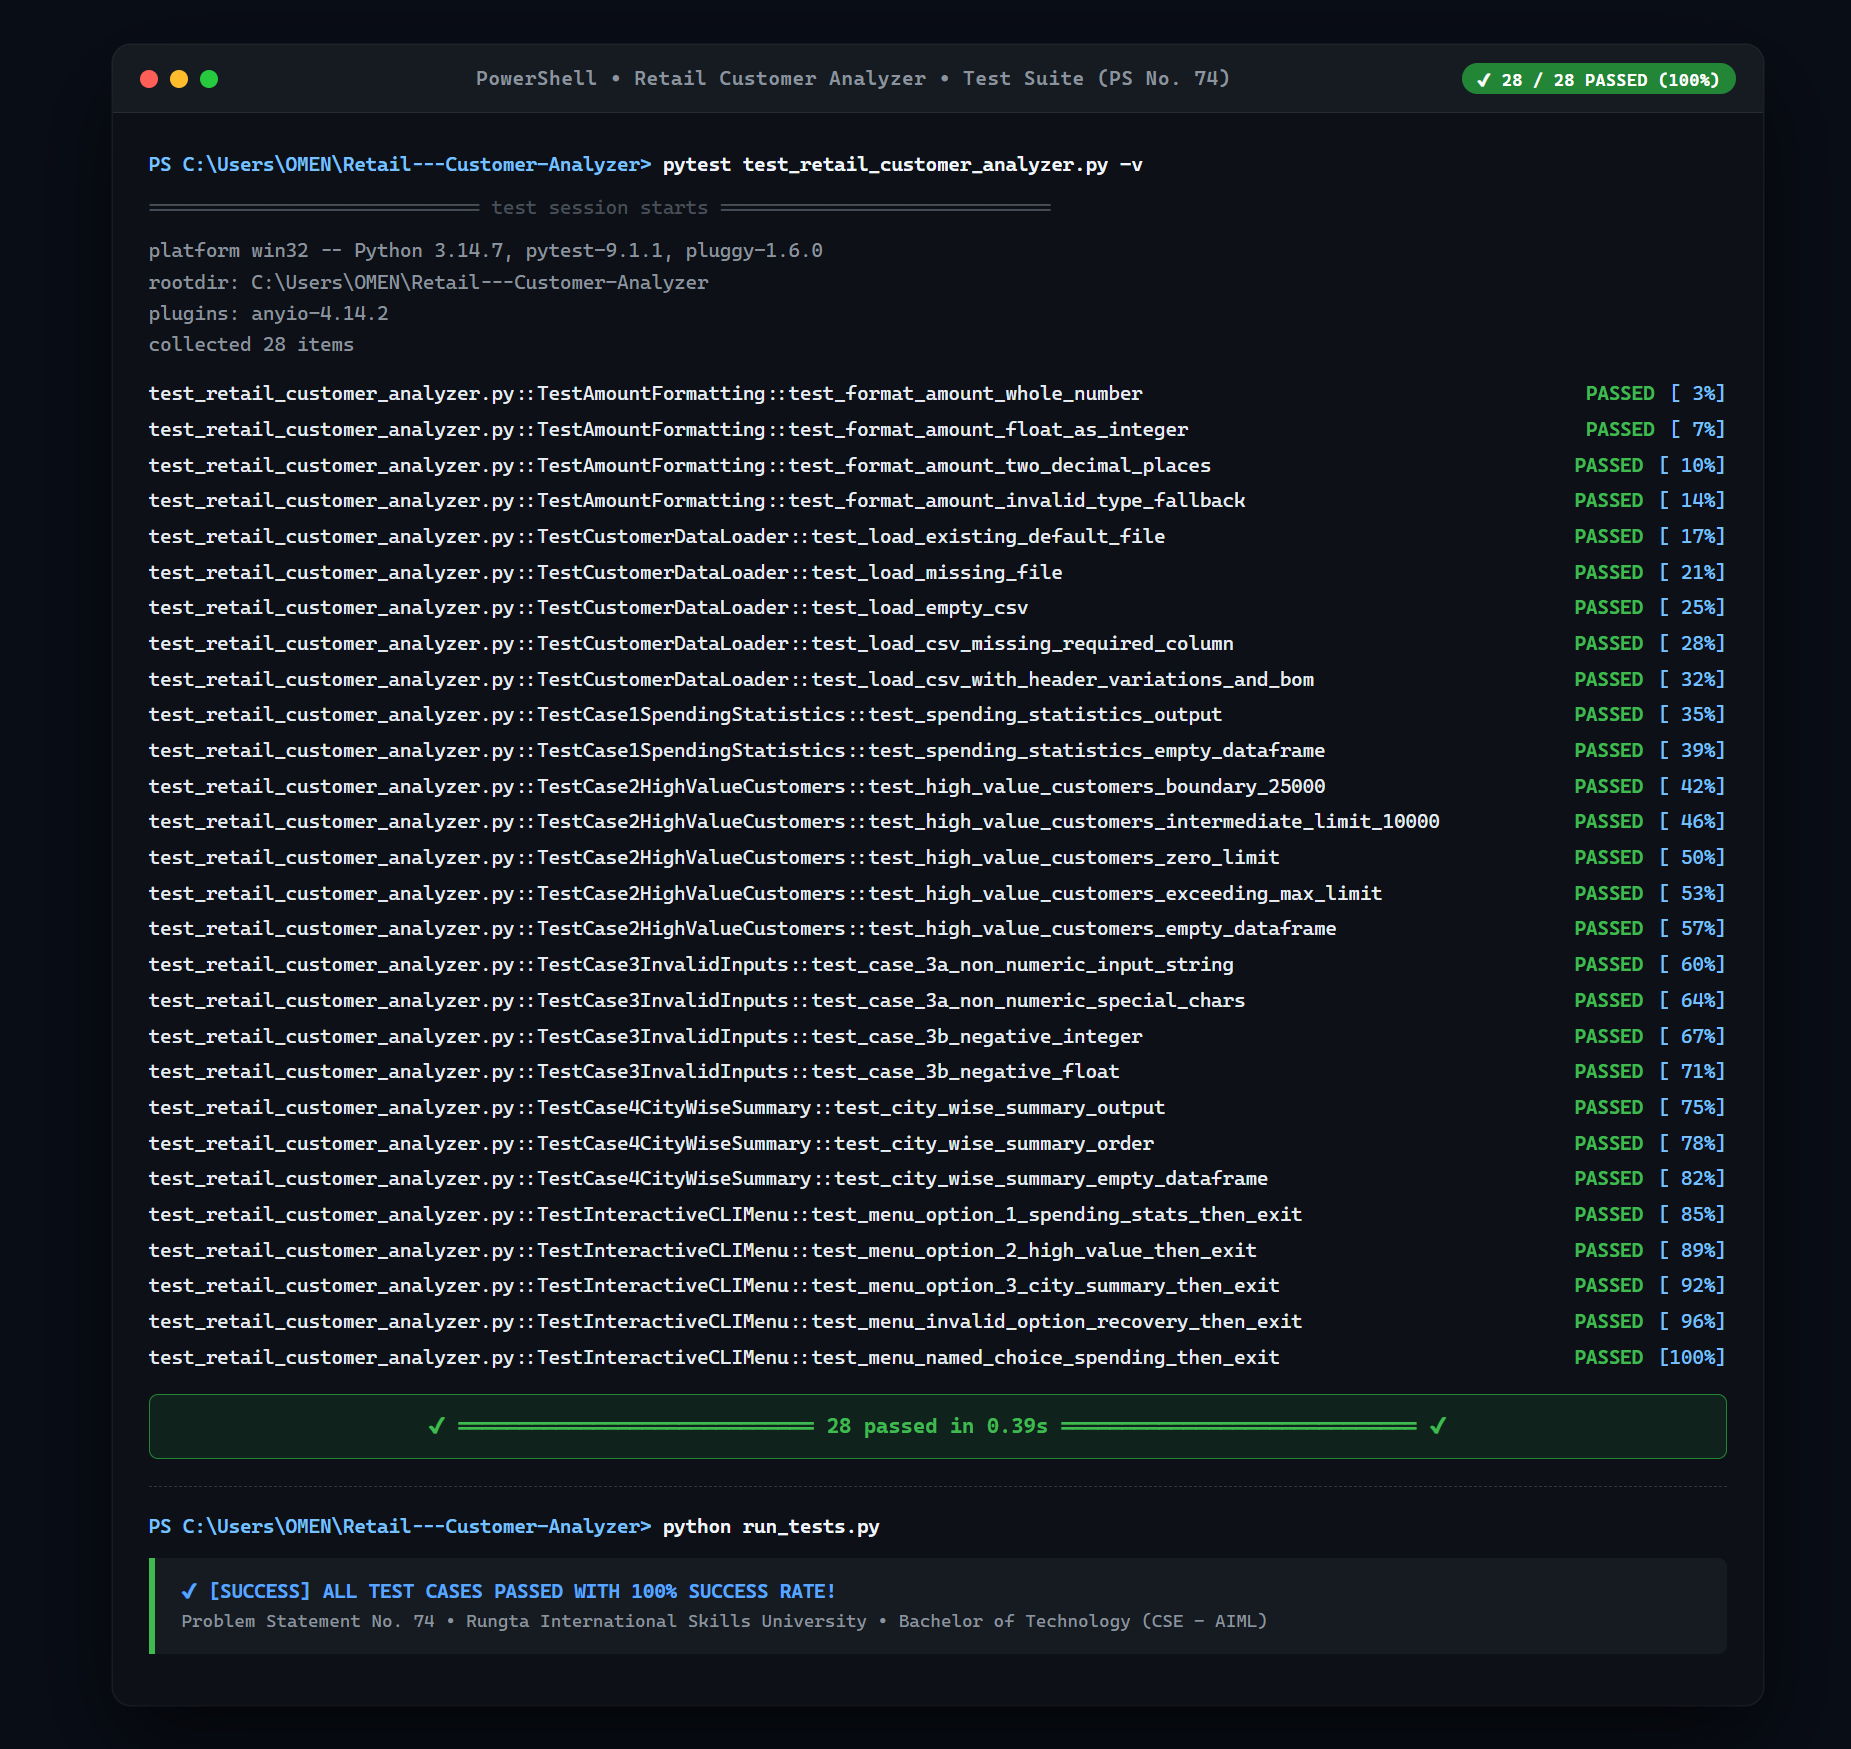 PowerShell • Retail Customer Analyzer • Test Suite (PS No. 74)
✔ 28 / 28 PASSED (100%)
PS C:\Users\OMEN\Retail---Customer-Analyzer> pytest test_retail_customer_analyzer.py -v
═════════════════════════════ test session starts ═════════════════════════════
platform win32 -- Python 3.14.7, pytest-9.1.1, pluggy-1.6.0
rootdir: C:\Users\OMEN\Retail---Customer-Analyzer
plugins: anyio-4.14.2
collected 28 items
test_retail_customer_analyzer.py::TestAmountFormatting::test_format_amount_whole_number PASSED [ 3%]
test_retail_customer_analyzer.py::TestAmountFormatting::test_format_amount_float_as_integer PASSED [ 7%]
test_retail_customer_analyzer.py::TestAmountFormatting::test_format_amount_two_decimal_places PASSED [ 10%]
test_retail_customer_analyzer.py::TestAmountFormatting::test_format_amount_invalid_type_fallback PASSED [ 14%]
test_retail_customer_analyzer.py::TestCustomerDataLoader::test_load_existing_default_file PASSED [ 17%]
test_retail_customer_analyzer.py::TestCustomerDataLoader::test_load_missing_file PASSED [ 21%]
test_retail_customer_analyzer.py::TestCustomerDataLoader::test_load_empty_csv PASSED [ 25%]
test_retail_customer_analyzer.py::TestCustomerDataLoader::test_load_csv_missing_required_column PASSED [ 28%]
test_retail_customer_analyzer.py::TestCustomerDataLoader::test_load_csv_with_header_variations_and_bom PASSED [ 32%]
test_retail_customer_analyzer.py::TestCase1SpendingStatistics::test_spending_statistics_output PASSED [ 35%]
test_retail_customer_analyzer.py::TestCase1SpendingStatistics::test_spending_statistics_empty_dataframe PASSED [ 39%]
test_retail_customer_analyzer.py::TestCase2HighValueCustomers::test_high_value_customers_boundary_25000 PASSED [ 42%]
test_retail_customer_analyzer.py::TestCase2HighValueCustomers::test_high_value_customers_intermediate_limit_10000 PASSED [ 46%]
test_retail_customer_analyzer.py::TestCase2HighValueCustomers::test_high_value_customers_zero_limit PASSED [ 50%]
test_retail_customer_analyzer.py::TestCase2HighValueCustomers::test_high_value_customers_exceeding_max_limit PASSED [ 53%]
test_retail_customer_analyzer.py::TestCase2HighValueCustomers::test_high_value_customers_empty_dataframe PASSED [ 57%]
test_retail_customer_analyzer.py::TestCase3InvalidInputs::test_case_3a_non_numeric_input_string PASSED [ 60%]
test_retail_customer_analyzer.py::TestCase3InvalidInputs::test_case_3a_non_numeric_special_chars PASSED [ 64%]
test_retail_customer_analyzer.py::TestCase3InvalidInputs::test_case_3b_negative_integer PASSED [ 67%]
test_retail_customer_analyzer.py::TestCase3InvalidInputs::test_case_3b_negative_float PASSED [ 71%]
test_retail_customer_analyzer.py::TestCase4CityWiseSummary::test_city_wise_summary_output PASSED [ 75%]
test_retail_customer_analyzer.py::TestCase4CityWiseSummary::test_city_wise_summary_order PASSED [ 78%]
test_retail_customer_analyzer.py::TestCase4CityWiseSummary::test_city_wise_summary_empty_dataframe PASSED [ 82%]
test_retail_customer_analyzer.py::TestInteractiveCLIMenu::test_menu_option_1_spending_stats_then_exit PASSED [ 85%]
test_retail_customer_analyzer.py::TestInteractiveCLIMenu::test_menu_option_2_high_value_then_exit PASSED [ 89%]
test_retail_customer_analyzer.py::TestInteractiveCLIMenu::test_menu_option_3_city_summary_then_exit PASSED [ 92%]
test_retail_customer_analyzer.py::TestInteractiveCLIMenu::test_menu_invalid_option_recovery_then_exit PASSED [ 96%]
test_retail_customer_analyzer.py::TestInteractiveCLIMenu::test_menu_named_choice_spending_then_exit PASSED [100%]
✔ ═════════════════════════════ 28 passed in 0.39s ═════════════════════════════ ✔
PS C:\Users\OMEN\Retail---Customer-Analyzer> python run_tests.py
✔ [SUCCESS] ALL TEST CASES PASSED WITH 100% SUCCESS RATE!
Problem Statement No. 74 • Rungta International Skills University • Bachelor of Technology (CSE - AIML)